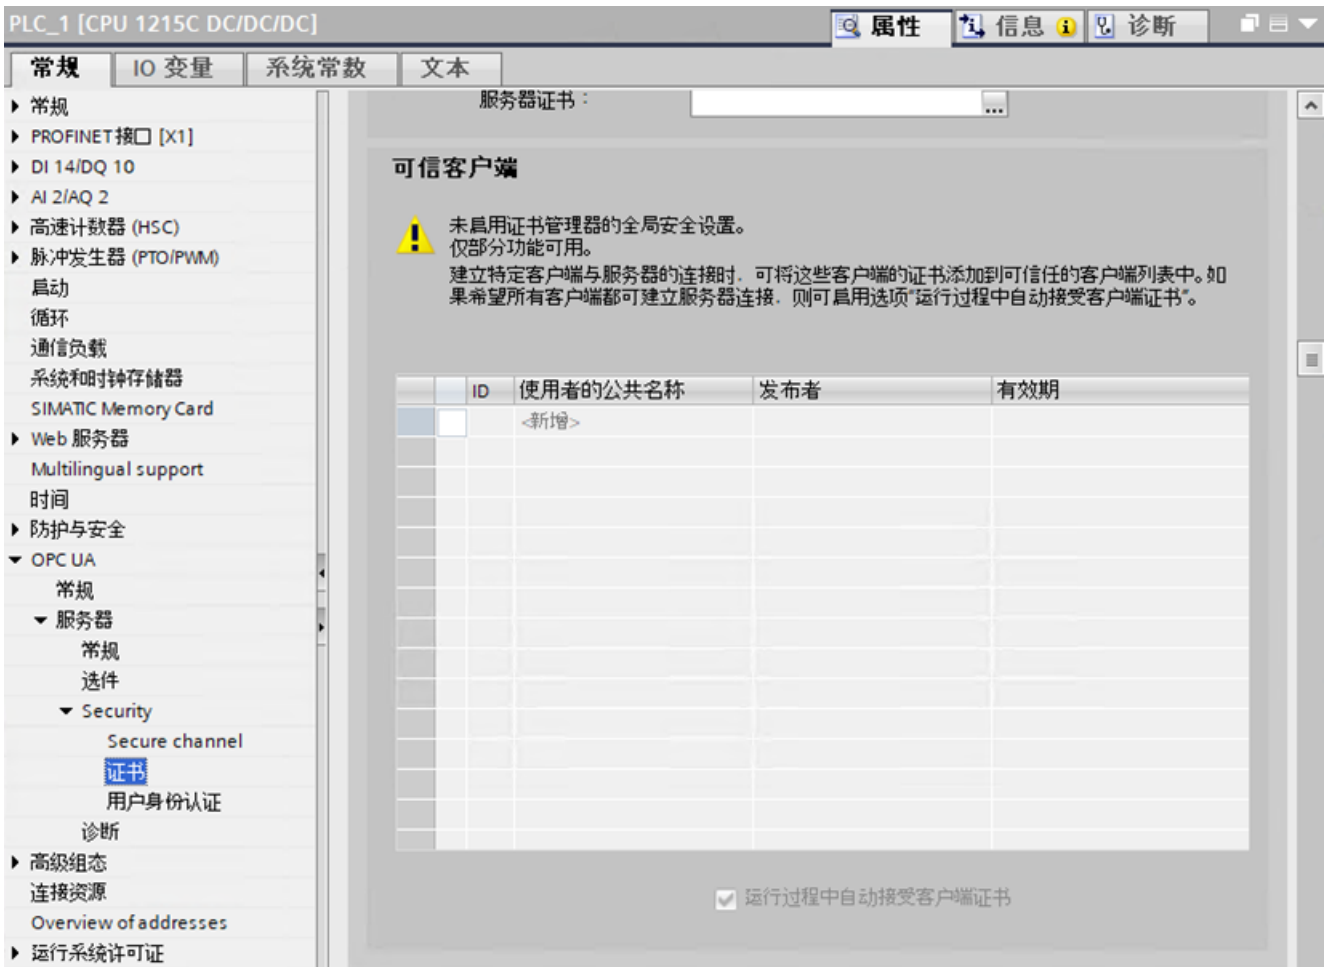 PLC_1 [CPU 1215C DC/DC/DC]
属性
信息
诊断
常规
IO 变量
系统常数
文本
常规
PROFINET接口 [X1]
DI 14/DQ 10
AI 2/AQ 2
高速计数器 (HSC)
脉冲发生器 (PTO/PWM)
启动
循环
通信负载
系统和时钟存储器
SIMATIC Memory Card
Web 服务器
Multilingual support
时间
防护与安全
OPC UA
常规
服务器
常规
选件
Security
Secure channel
证书
用户身份认证
诊断
高级组态
连接资源
Overview of addresses
运行系统许可证
服务器证书：
...
可信客户端
未启用证书管理器的全局安全设置。
仅部分功能可用。
建立特定客户端与服务器的连接时，可将这些客户端的证书添加到可信任的客户端列表中。如
果希望所有客户端都可建立服务器连接，则可启用选项“运行过程中自动接受客户端证书”。
ID 使用者的公共名称 发布者 有效期
<新增>
运行过程中自动接受客户端证书